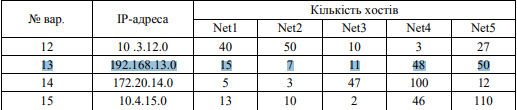 № вар. IP-адреса Кількість хостів
Net1 Net2 Net3 Net4 Net5
12 10 .3.12.0 40 50 10 3 27
13 192.168.13.0 15 7 11 48 50
14 172.20.14.0 5 3 47 100 12
15 10.4.15.0 13 10 2 46 110